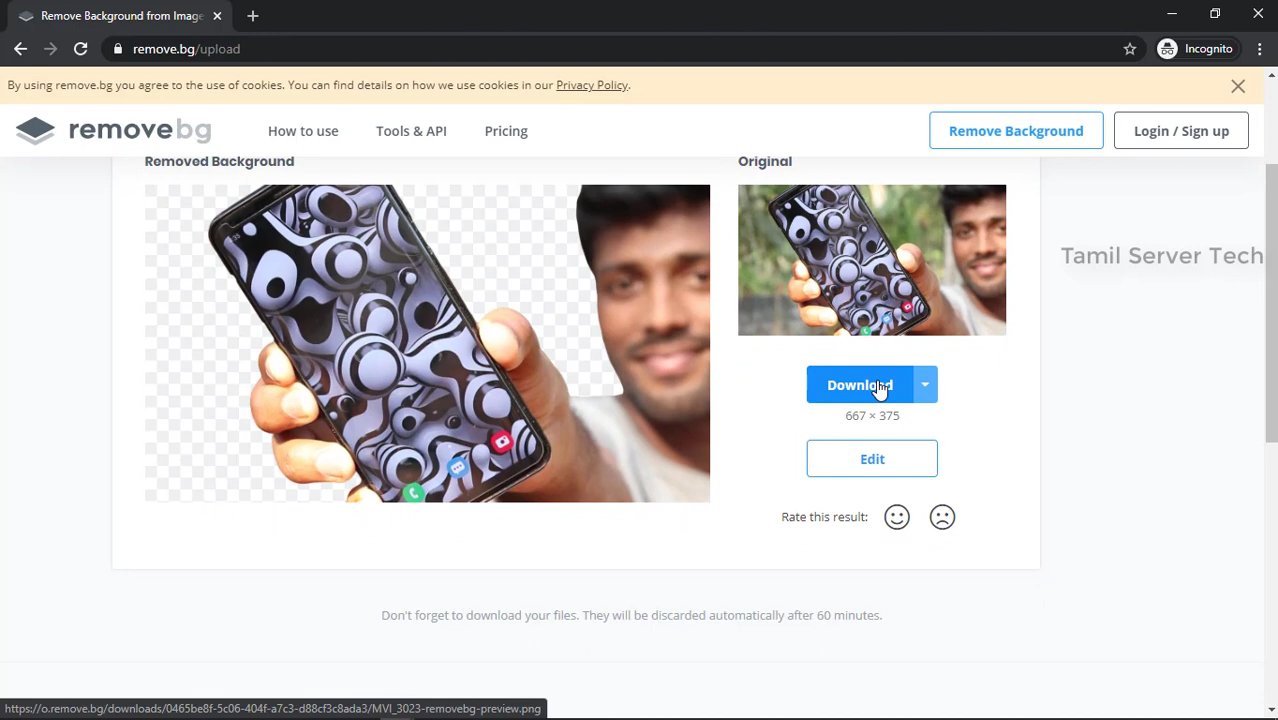 Remove Background from Image
remove.bg/upload
Incognito
By using remove.bg you agree to the use of cookies. You can find details on how we use cookies in our Privacy Policy.
removebg
How to use
Tools & API
Pricing
Remove Background
Login / Sign up
Removed Background
Original
Tamil Server Tech
Download
667 × 375
Edit
Rate this result:
Don't forget to download your files. They will be discarded automatically after 60 minutes.
https://o.remove.bg/downloads/0465be8f-5c06-404f-a7c3-d88cf3c8ada3/MVI_3023-removebg-preview.png